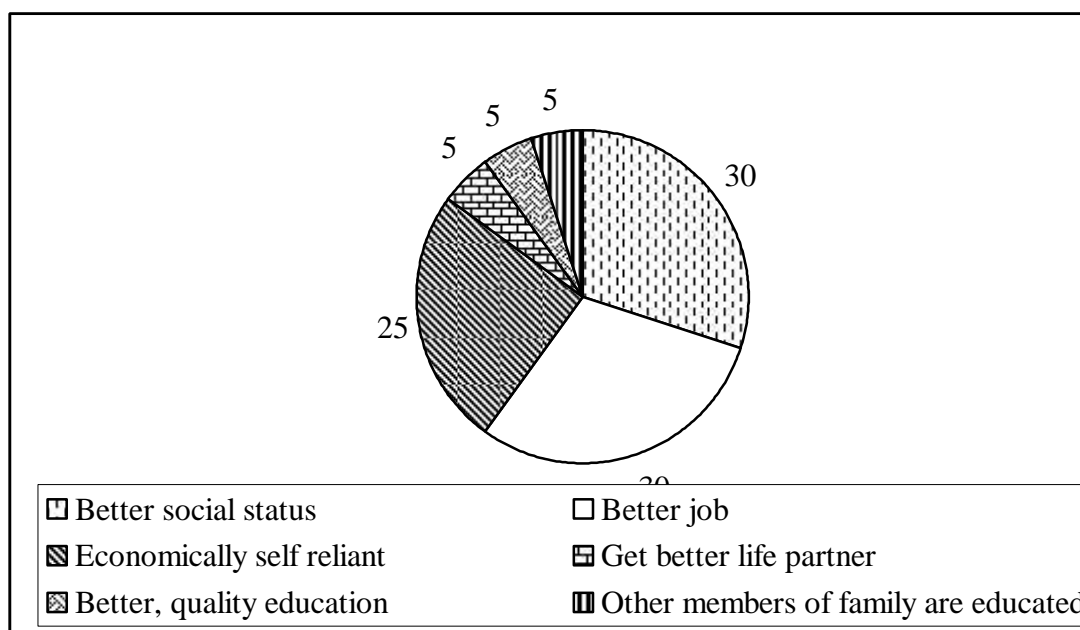 5
5
5
30
25
30
Better social status
Better job
Economically self reliant
Get better life partner
Better, quality education
Other members of family are educated